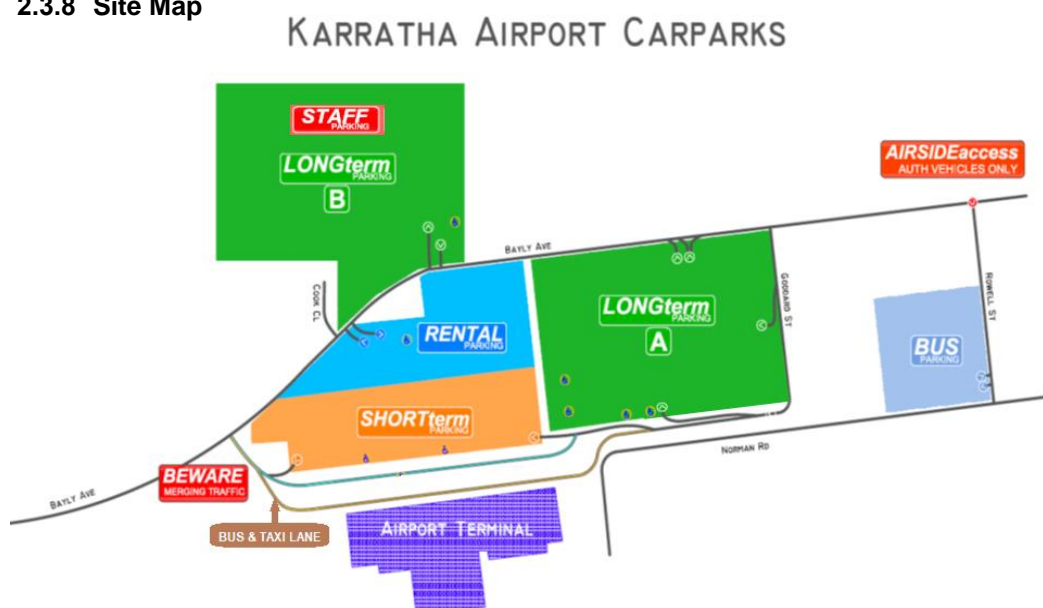 2.3.8 Site Map
KARRATHA AIRPORT CARPARKS
STAFF
PARKING
LONGterm
PARKING
B
AIRSIDEaccess
AUTH VEHICLES ONLY
BAYLY AVE
COOK CL
RENTAL
PARKING
LONGterm
PARKING
A
GODDARD ST
ROWELL ST
BUS
PARKING
SHORTterm
PARKING
NORMAN RD
BEWARE
MERGING TRAFFIC
BAYLY AVE
BUS & TAXI LANE
AIRPORT TERMINAL